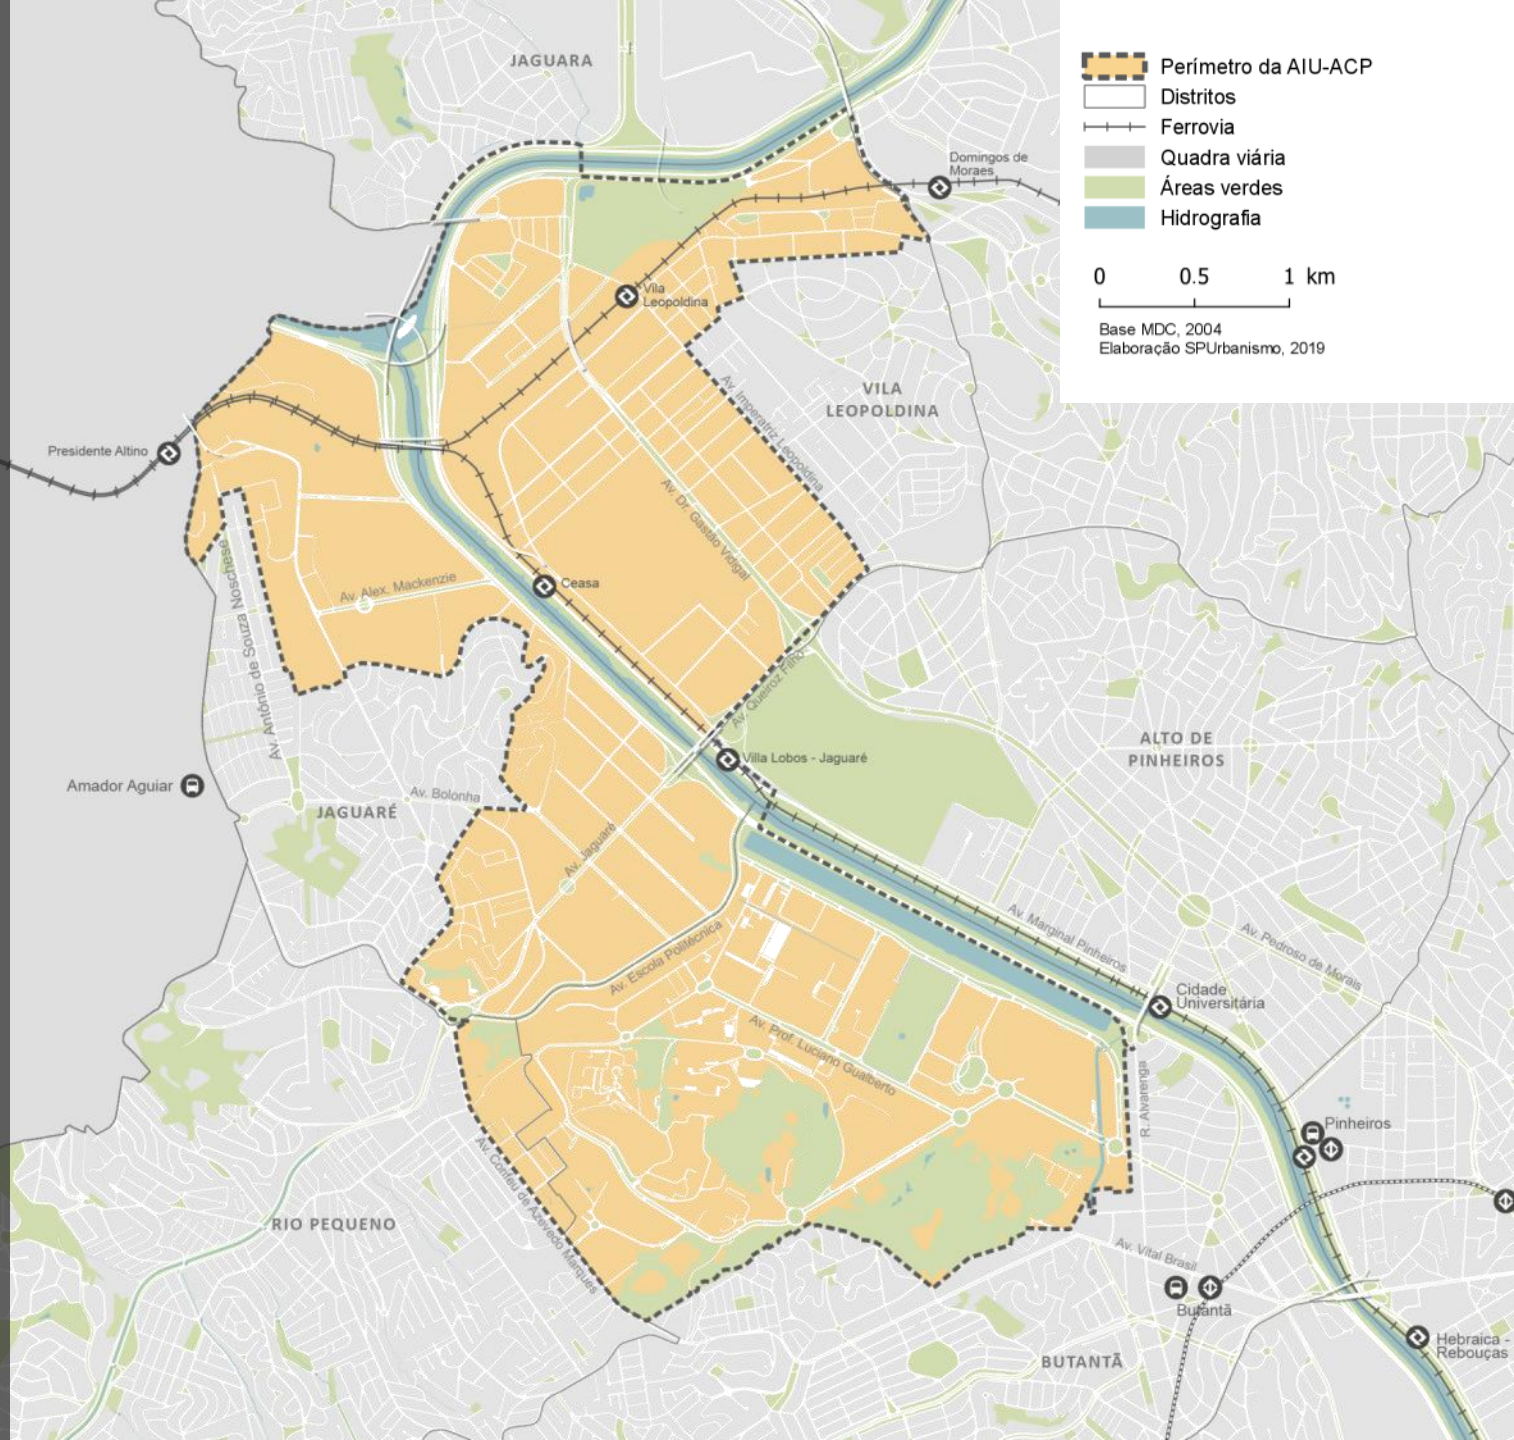 JAGUARA
Perímetro da AIU-ACP
Distritos
Ferrovia
Quadra viária
Áreas verdes
Hidrografia
0 0.5 1 km
Base MDC, 2004
Elaboração SPUrbanismo, 2019
Domingos de
Moraes
Vila
Leopoldina
VILA
LEOPOLDINA
Av. Imperatriz Leopoldina
Presidente Altino
Av. Dr. Gastão Vidigal
Av. Antônio de Souza Noschese
Av. Alex. Mackenzie
Ceasa
Av. Queiroz Filho
Villa Lobos - Jaguaré
ALTO DE
PINHEIROS
Amador Aguiar
Av. Bolonha
JAGUARÉ
Av. Jaguaré
Av. Escola Politécnica
Av. Marginal Pinheiros
Av. Pedroso de Morais
Cidade
Universitária
Av. Prof. Luciano Gualberto
R. Alvarenga
Pinheiros
Av. Corifeu de Azevedo Marques
RIO PEQUENO
Av. Vital Brasil
Butantã
BUTANTÃ
Hebraica -
Rebouças